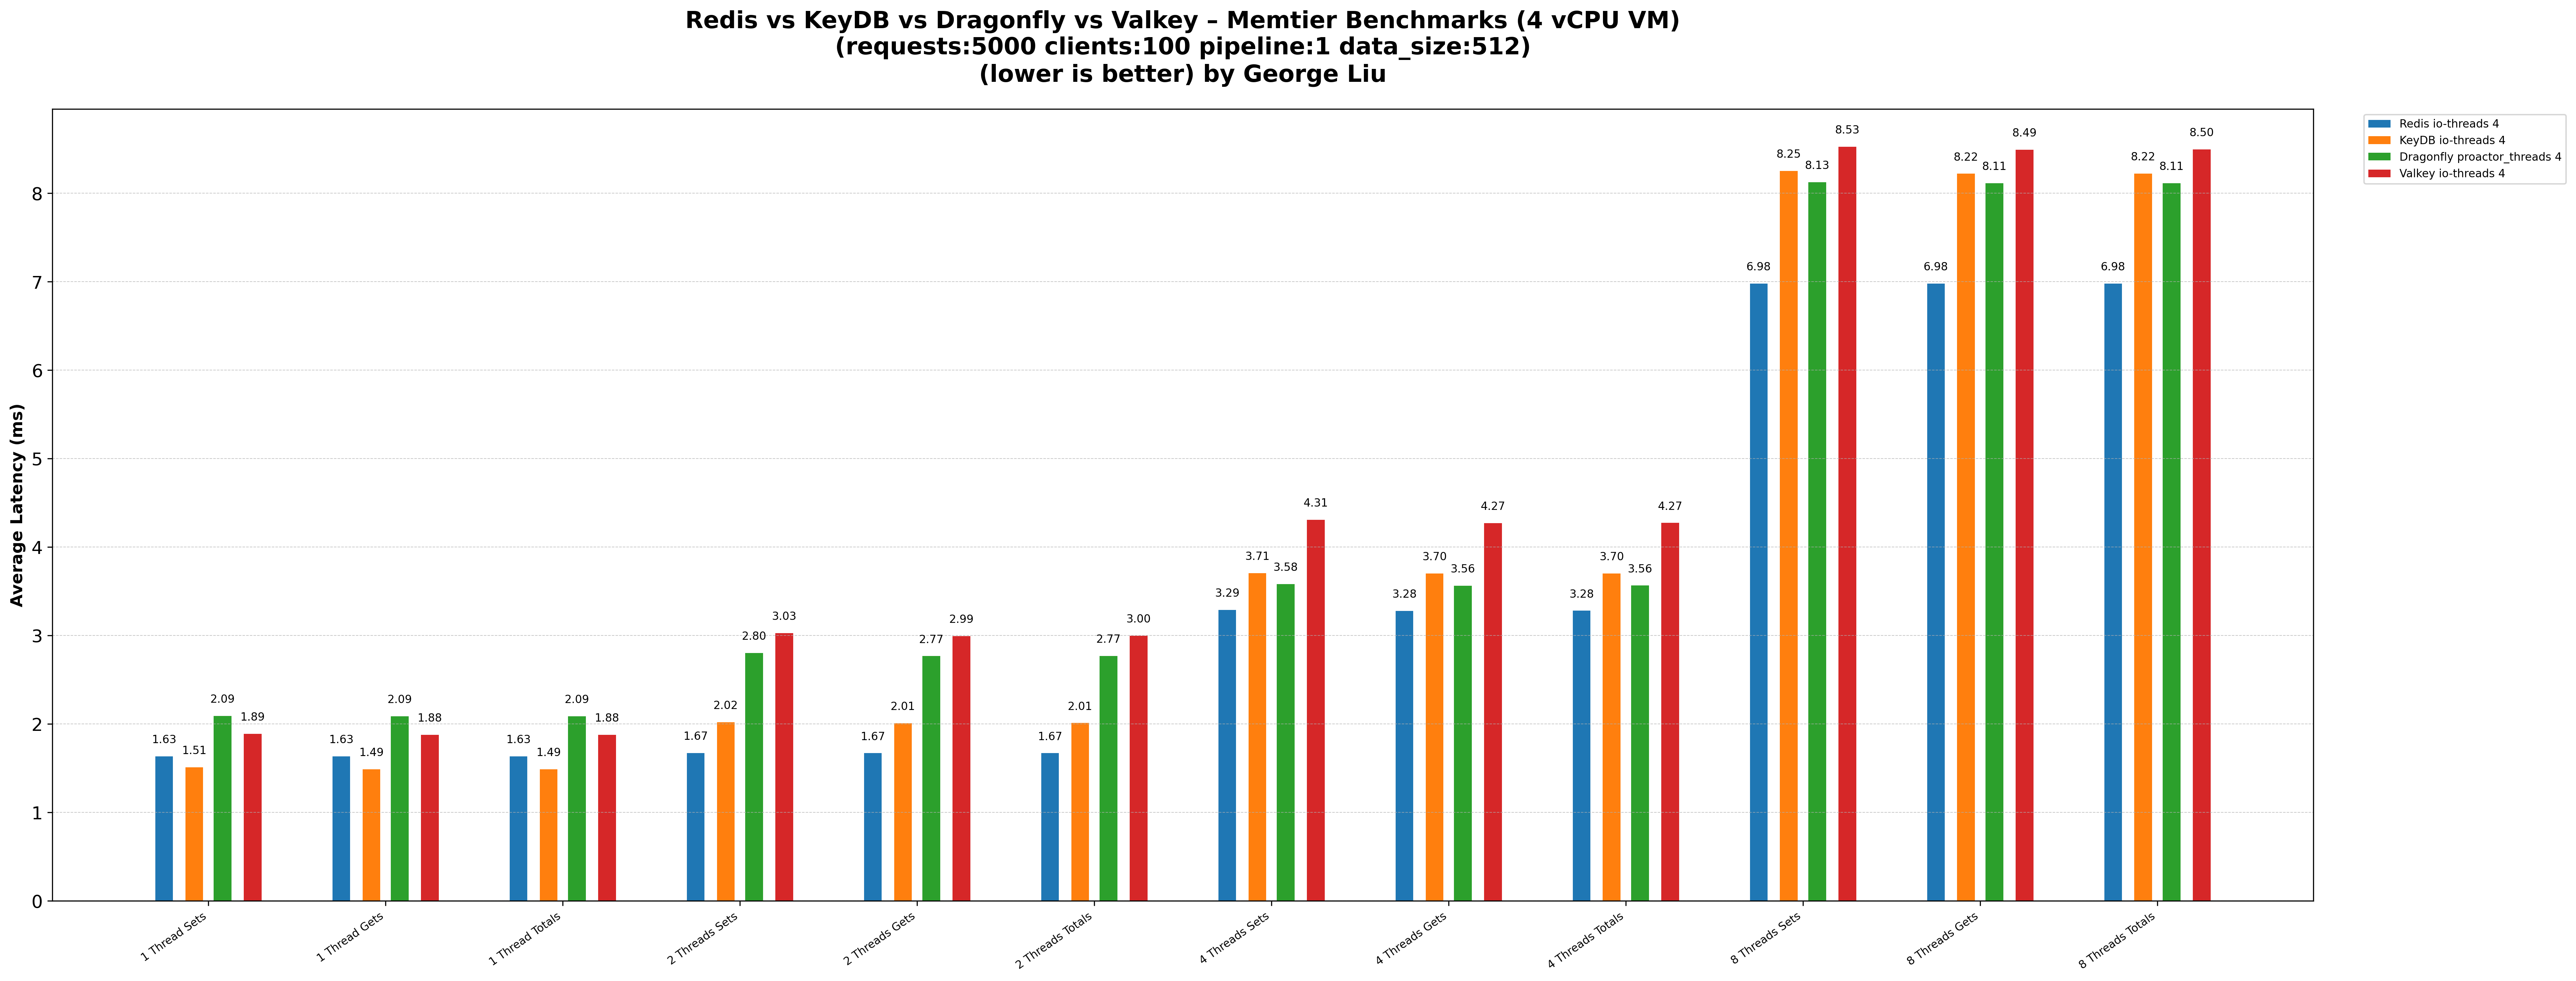 Redis vs KeyDB vs Dragonfly vs Valkey – Memtier Benchmarks (4 vCPU VM)
(requests:5000 clients:100 pipeline:1 data_size:512)
(lower is better) by George Liu
Redis io-threads 4
KeyDB io-threads 4
Dragonfly proactor_threads 4
Valkey io-threads 4
Average Latency (ms)
8
7
6
5
4
3
2
1
0
1.63
1.51
2.09
1.89
1.63
1.49
2.09
1.88
1.63
1.49
2.09
1.88
1.67
2.02
2.80
3.03
1.67
2.01
2.77
2.99
1.67
2.01
2.77
3.00
3.29
3.71
3.58
4.31
3.28
3.70
3.56
4.27
3.28
3.70
3.56
4.27
6.98
8.25
8.13
8.53
6.98
8.22
8.11
8.49
6.98
8.22
8.11
8.50
1 Thread Sets
1 Thread Gets
1 Thread Totals
2 Threads Sets
2 Threads Gets
2 Threads Totals
4 Threads Sets
4 Threads Gets
4 Threads Totals
8 Threads Sets
8 Threads Gets
8 Threads Totals